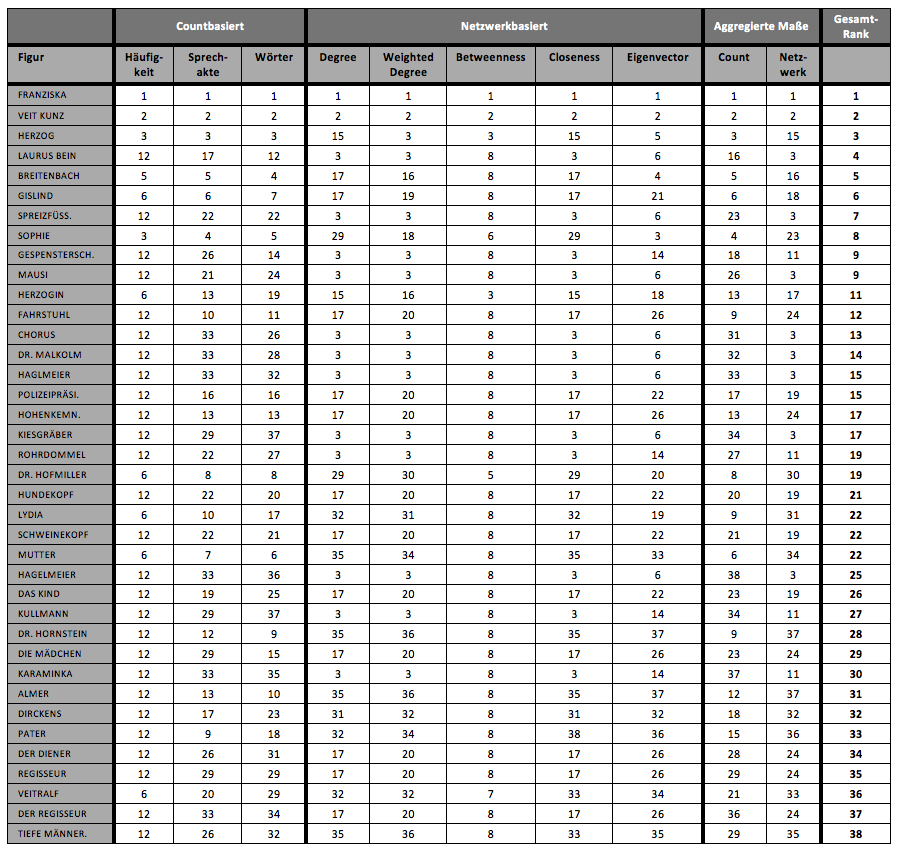 Countbasiert Netzwerkbasiert Aggregierte Maße Gesamt-
Rank
Figur Häufig-
keit Sprech-
akte Wörter Degree Weighted
Degree Betweenness Closeness Eigenvector Count Netz-
werk
FRANZISKA 1 1 1 1 1 1 1 1 1 1 1
VEIT KUNZ 2 2 2 2 2 2 2 2 2 2 2
HERZOG 3 3 3 15 3 3 15 5 3 15 3
LAURUS BEIN 12 17 12 3 3 8 3 6 16 3 4
BREITENBACH 5 5 4 17 16 8 17 4 5 16 5
GISLIND 6 6 7 17 19 8 17 21 6 18 6
SPREIZFÜSS. 12 22 22 3 3 8 3 6 23 3 7
SOPHIE 3 4 5 29 18 6 29 3 4 23 8
GESPENSTERSCH. 12 26 14 3 3 8 3 14 18 11 9
MAUSI 12 21 24 3 3 8 3 6 26 3 9
HERZOGIN 6 13 19 15 16 3 15 18 13 17 11
FAHRSTUHL 12 10 11 17 20 8 17 26 9 24 12
CHORUS 12 33 26 3 3 8 3 6 31 3 13
DR. MALKOLM 12 33 28 3 3 8 3 6 32 3 14
HAGLMEIER 12 33 32 3 3 8 3 6 33 3 15
POLIZEIPRÄSI. 12 16 16 17 20 8 17 22 17 19 15
HOHENKEMN. 12 13 13 17 20 8 17 26 13 24 17
KIESGRÄBER 12 29 37 3 3 8 3 6 34 3 17
ROHRDOMMEL 12 22 27 3 3 8 3 14 27 11 19
DR. HOFMILLER 6 8 8 29 30 5 29 20 8 30 19
HUNDEKOPF 12 22 20 17 20 8 17 22 20 19 21
LYDIA 6 10 17 32 31 8 32 19 9 31 22
SCHWEINEKOPF 12 22 21 17 20 8 17 22 21 19 22
MUTTER 6 7 6 35 34 8 35 33 6 34 22
HAGELMEIER 12 33 36 3 3 8 3 6 38 3 25
DAS KIND 12 19 25 17 20 8 17 22 23 19 26
KULLMANN 12 29 37 3 3 8 3 14 34 11 27
DR. HORNSTEIN 12 12 9 35 36 8 35 37 9 37 28
DIE MÄDCHEN 12 29 15 17 20 8 17 26 23 24 29
KARAMINKA 12 33 35 3 3 8 3 14 37 11 30
ALMER 12 13 10 35 36 8 35 37 12 37 31
DIRCKENS 12 17 23 31 32 8 31 32 18 32 32
PATER 12 9 18 32 34 8 38 36 15 36 33
DER DIENER 12 26 31 17 20 8 17 26 28 24 34
REGISSEUR 12 29 29 17 20 8 17 26 29 24 35
VEITRALF 6 20 29 32 32 7 33 34 21 33 36
DER REGISSEUR 12 33 34 17 20 8 17 26 36 24 37
TIEFE MÄNNER. 12 26 32 35 36 8 33 35 29 35 38